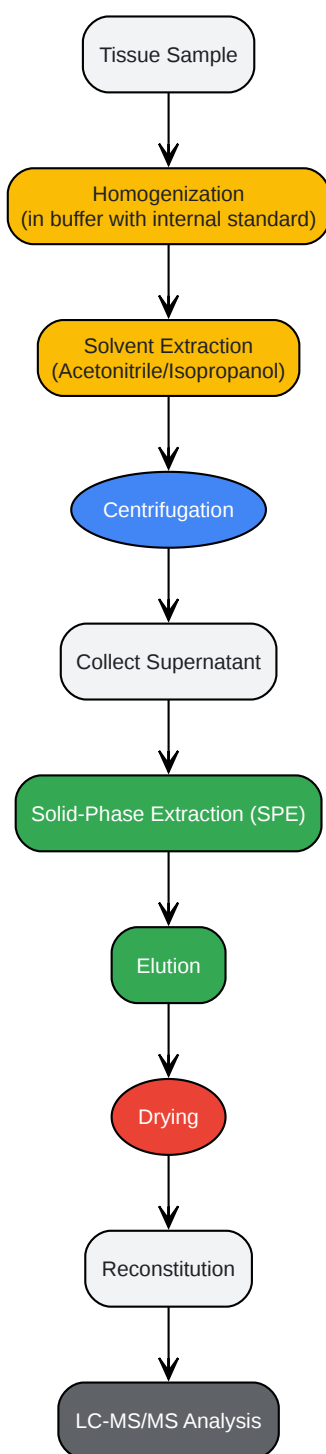 Tissue Sample
Homogenization
(in buffer with internal standard)
Solvent Extraction
(Acetonitrile/Isopropanol)
Centrifugation
Collect Supernatant
Solid-Phase Extraction (SPE)
Elution
Drying
Reconstitution
LC-MS/MS Analysis